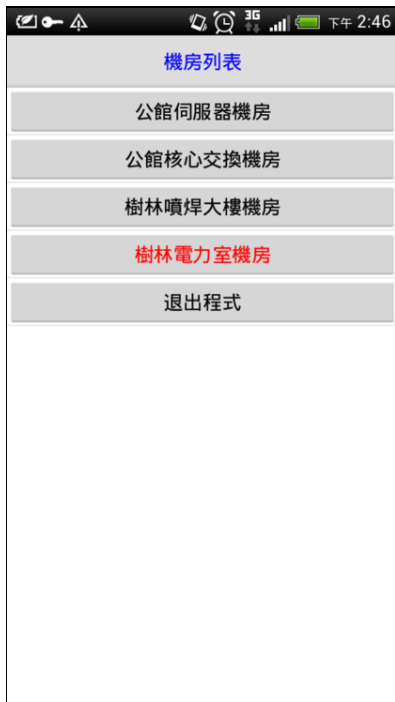 3G
下午 2:46
機房列表
公館伺服器機房
公館核心交換機房
樹林噴焊大樓機房
樹林電力室機房
退出程式